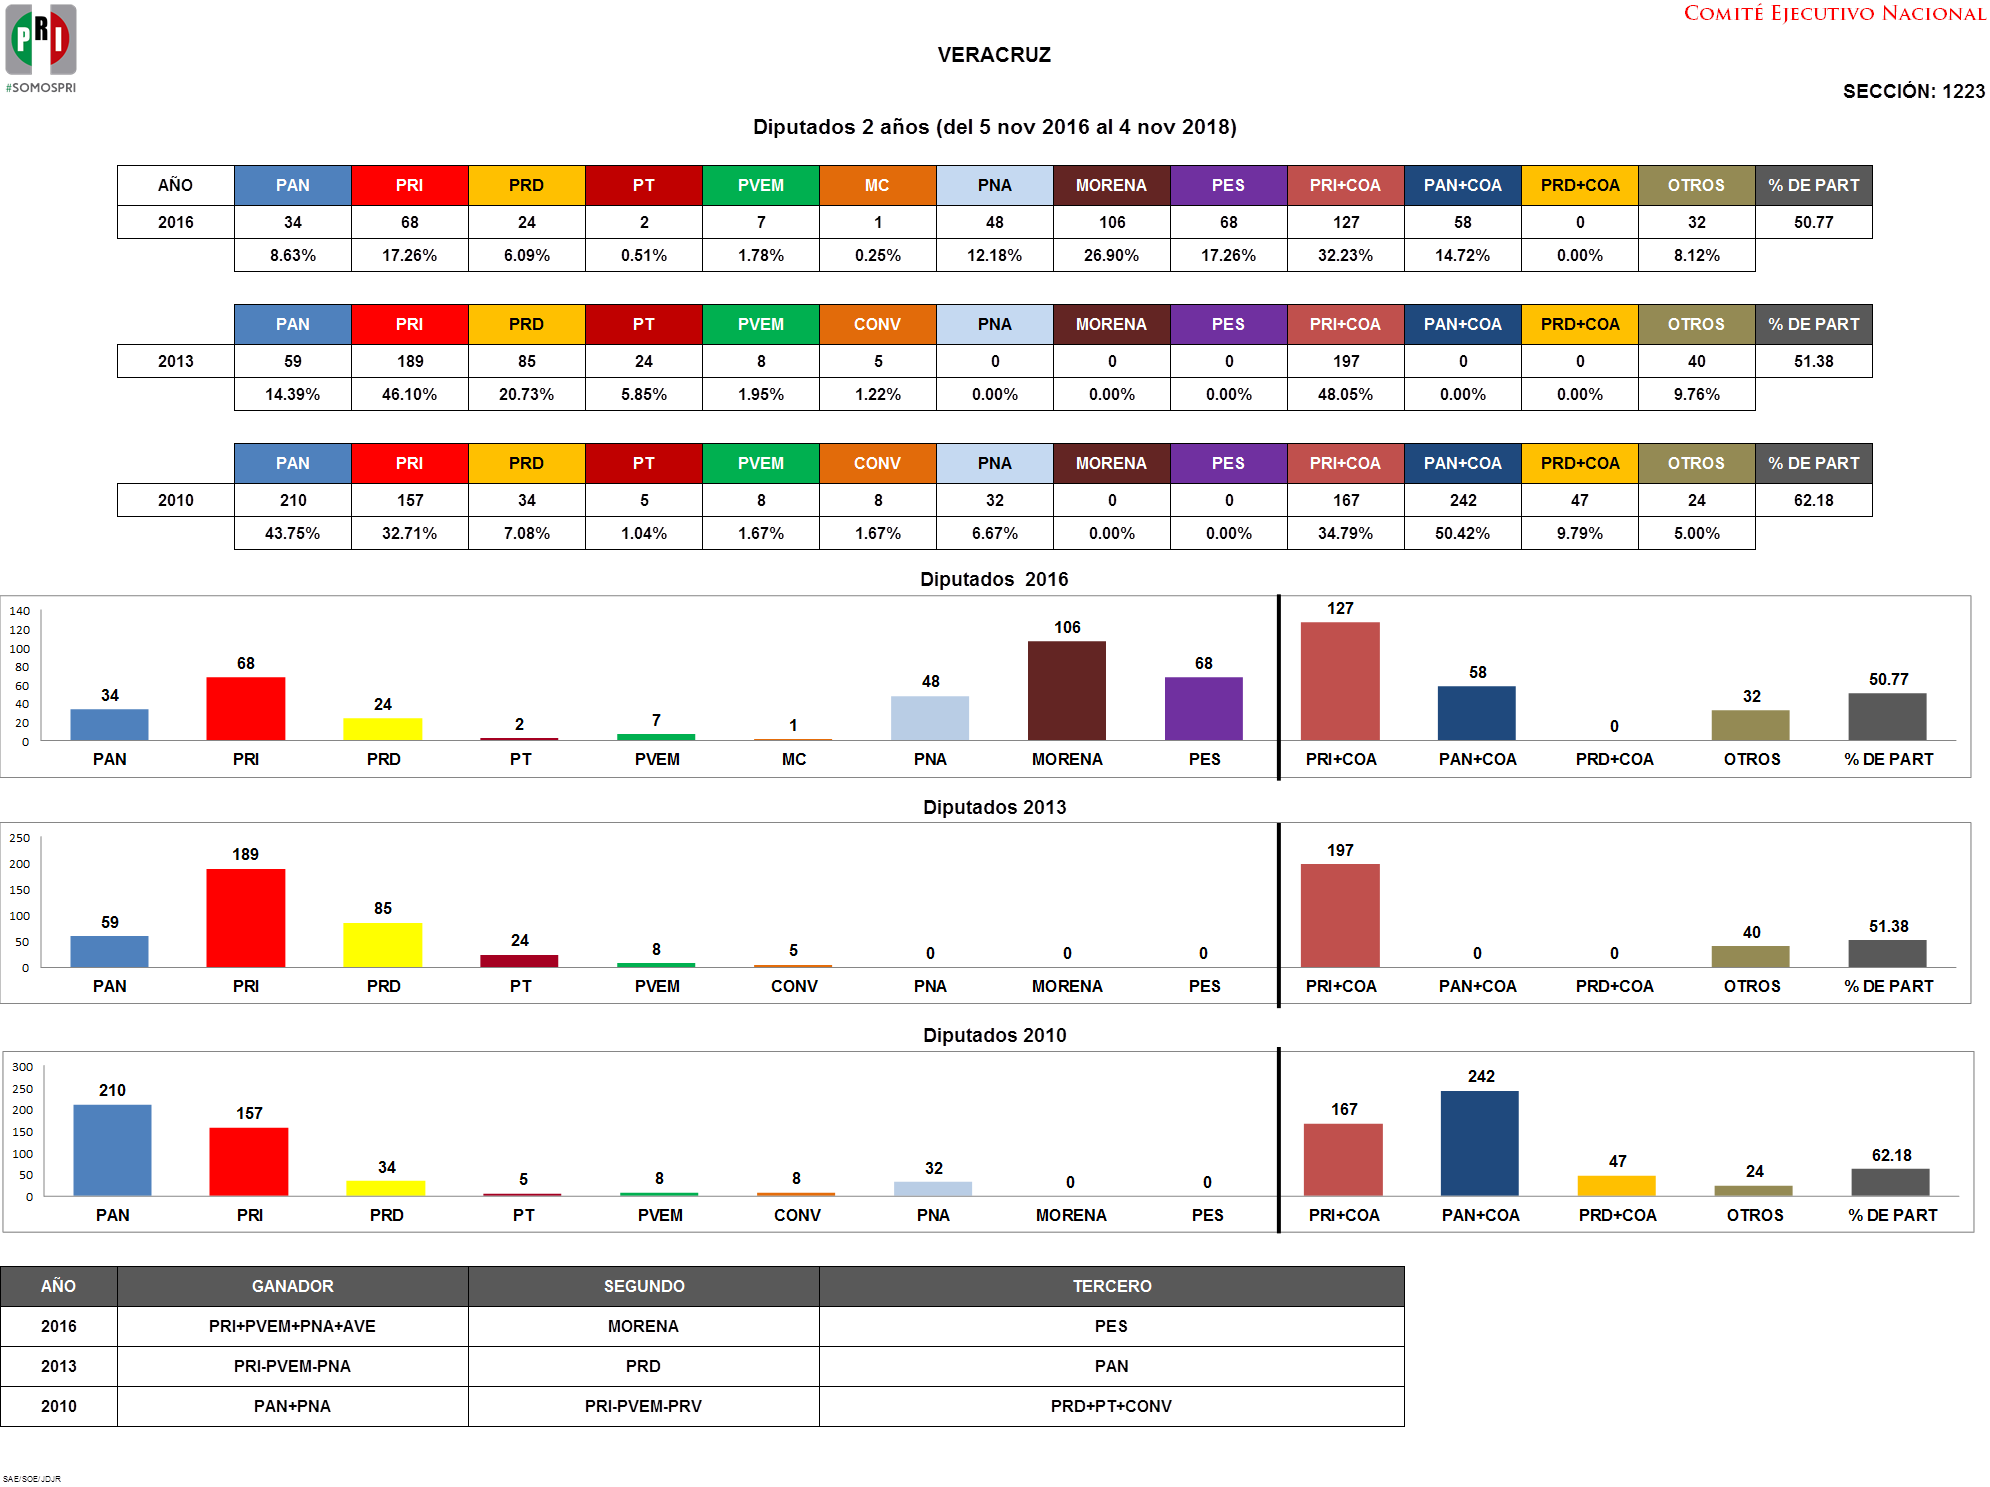 PRI
#SOMOSPRI
COMITÉ EJECUTIVO NACIONAL
VERACRUZ
SECCIÓN: 1223
Diputados 2 años (del 5 nov 2016 al 4 nov 2018)
AÑO PAN PRI PRD PT PVEM MC PNA MORENA PES PRI+COA PAN+COA PRD+COA OTROS % DE PART
2016 34 68 24 2 7 1 48 106 68 127 58 0 32 50.77
8.63% 17.26% 6.09% 0.51% 1.78% 0.25% 12.18% 26.90% 17.26% 32.23% 14.72% 0.00% 8.12%
PAN PRI PRD PT PVEM CONV PNA MORENA PES PRI+COA PAN+COA PRD+COA OTROS % DE PART
2013 59 189 85 24 8 5 0 0 0 197 0 0 40 51.38
14.39% 46.10% 20.73% 5.85% 1.95% 1.22% 0.00% 0.00% 0.00% 48.05% 0.00% 0.00% 9.76%
PAN PRI PRD PT PVEM CONV PNA MORENA PES PRI+COA PAN+COA PRD+COA OTROS % DE PART
2010 210 157 34 5 8 8 32 0 0 167 242 47 24 62.18
43.75% 32.71% 7.08% 1.04% 1.67% 1.67% 6.67% 0.00% 0.00% 34.79% 50.42% 9.79% 5.00%
Diputados 2016
140
120
100
80
60
40
20
0
34 68 24 2 7 1 48 106 68 127 58 0 32 50.77
PAN PRI PRD PT PVEM MC PNA MORENA PES PRI+COA PAN+COA PRD+COA OTROS % DE PART
Diputados 2013
250
200
150
100
50
0
59 189 85 24 8 5 0 0 0 197 0 0 40 51.38
PAN PRI PRD PT PVEM CONV PNA MORENA PES PRI+COA PAN+COA PRD+COA OTROS % DE PART
Diputados 2010
300
250
200
150
100
50
0
210 157 34 5 8 8 32 0 0 167 242 47 24 62.18
PAN PRI PRD PT PVEM CONV PNA MORENA PES PRI+COA PAN+COA PRD+COA OTROS % DE PART
AÑO GANADOR SEGUNDO TERCERO
2016 PRI+PVEM+PNA+AVE MORENA PES
2013 PRI-PVEM-PNA PRD PAN
2010 PAN+PNA PRI-PVEM-PRV PRD+PT+CONV
SAE/SOE/JDJR